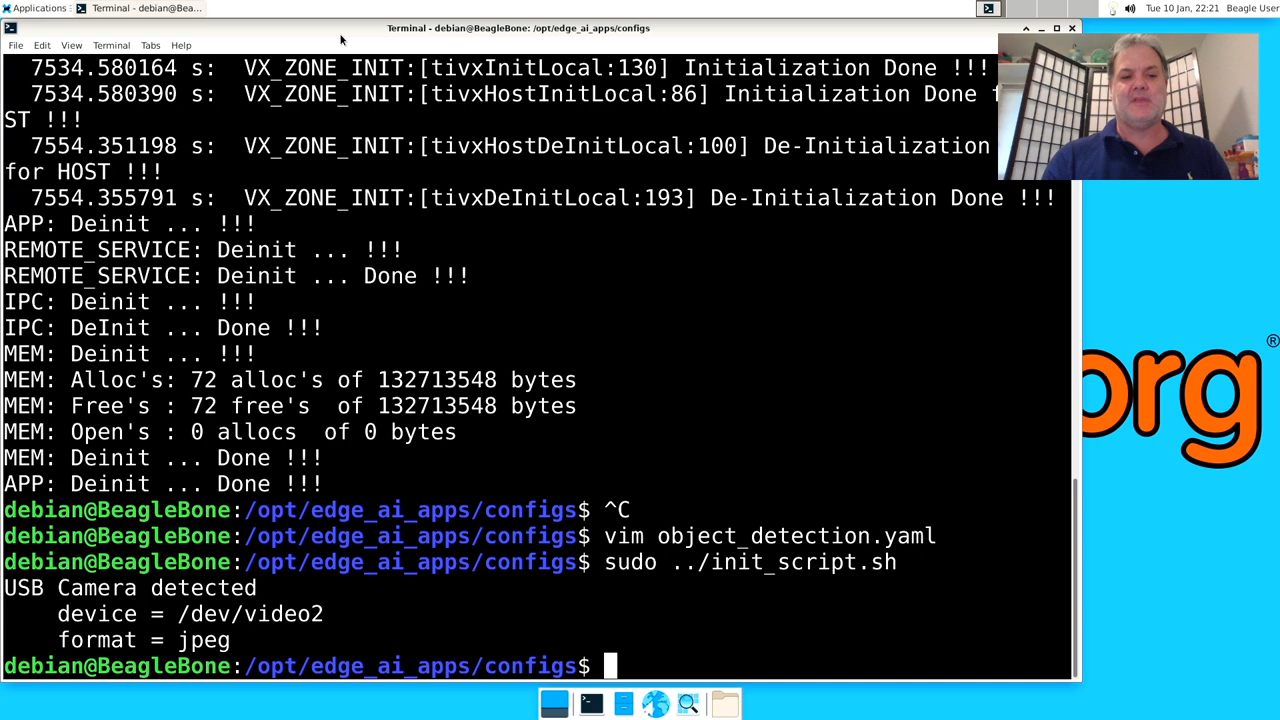 Applications
Terminal - debian@Bea...
Tue 10 Jan, 22:21 Beagle User
Terminal - debian@BeagleBone: /opt/edge_ai_apps/configs
File Edit View Terminal Tabs Help
7534.580164 s: VX_ZONE_INIT:[tivxInitLocal:130] Initialization Done !!!
7534.580390 s: VX_ZONE_INIT:[tivxHostInitLocal:86] Initialization Done
ST !!!
7554.351198 s: VX_ZONE_INIT:[tivxHostDeInitLocal:100] De-Initialization
for HOST !!!
7554.355791 s: VX_ZONE_INIT:[tivxDeInitLocal:193] De-Initialization Done !!!
APP: Deinit ... !!!
REMOTE_SERVICE: Deinit ... !!!
REMOTE_SERVICE: Deinit ... Done !!!
IPC: Deinit ... !!!
IPC: DeInit ... Done !!!
MEM: Deinit ... !!!
MEM: Alloc's: 72 alloc's of 132713548 bytes
MEM: Free's : 72 free's  of 132713548 bytes
MEM: Open's : 0 allocs  of 0 bytes
MEM: Deinit ... Done !!!
APP: Deinit ... Done !!!
debian@BeagleBone:/opt/edge_ai_apps/configs$ ^C
debian@BeagleBone:/opt/edge_ai_apps/configs$ vim object_detection.yaml
debian@BeagleBone:/opt/edge_ai_apps/configs$ sudo ../init_script.sh
USB Camera detected
device = /dev/video2
format = jpeg
debian@BeagleBone:/opt/edge_ai_apps/configs$
org®